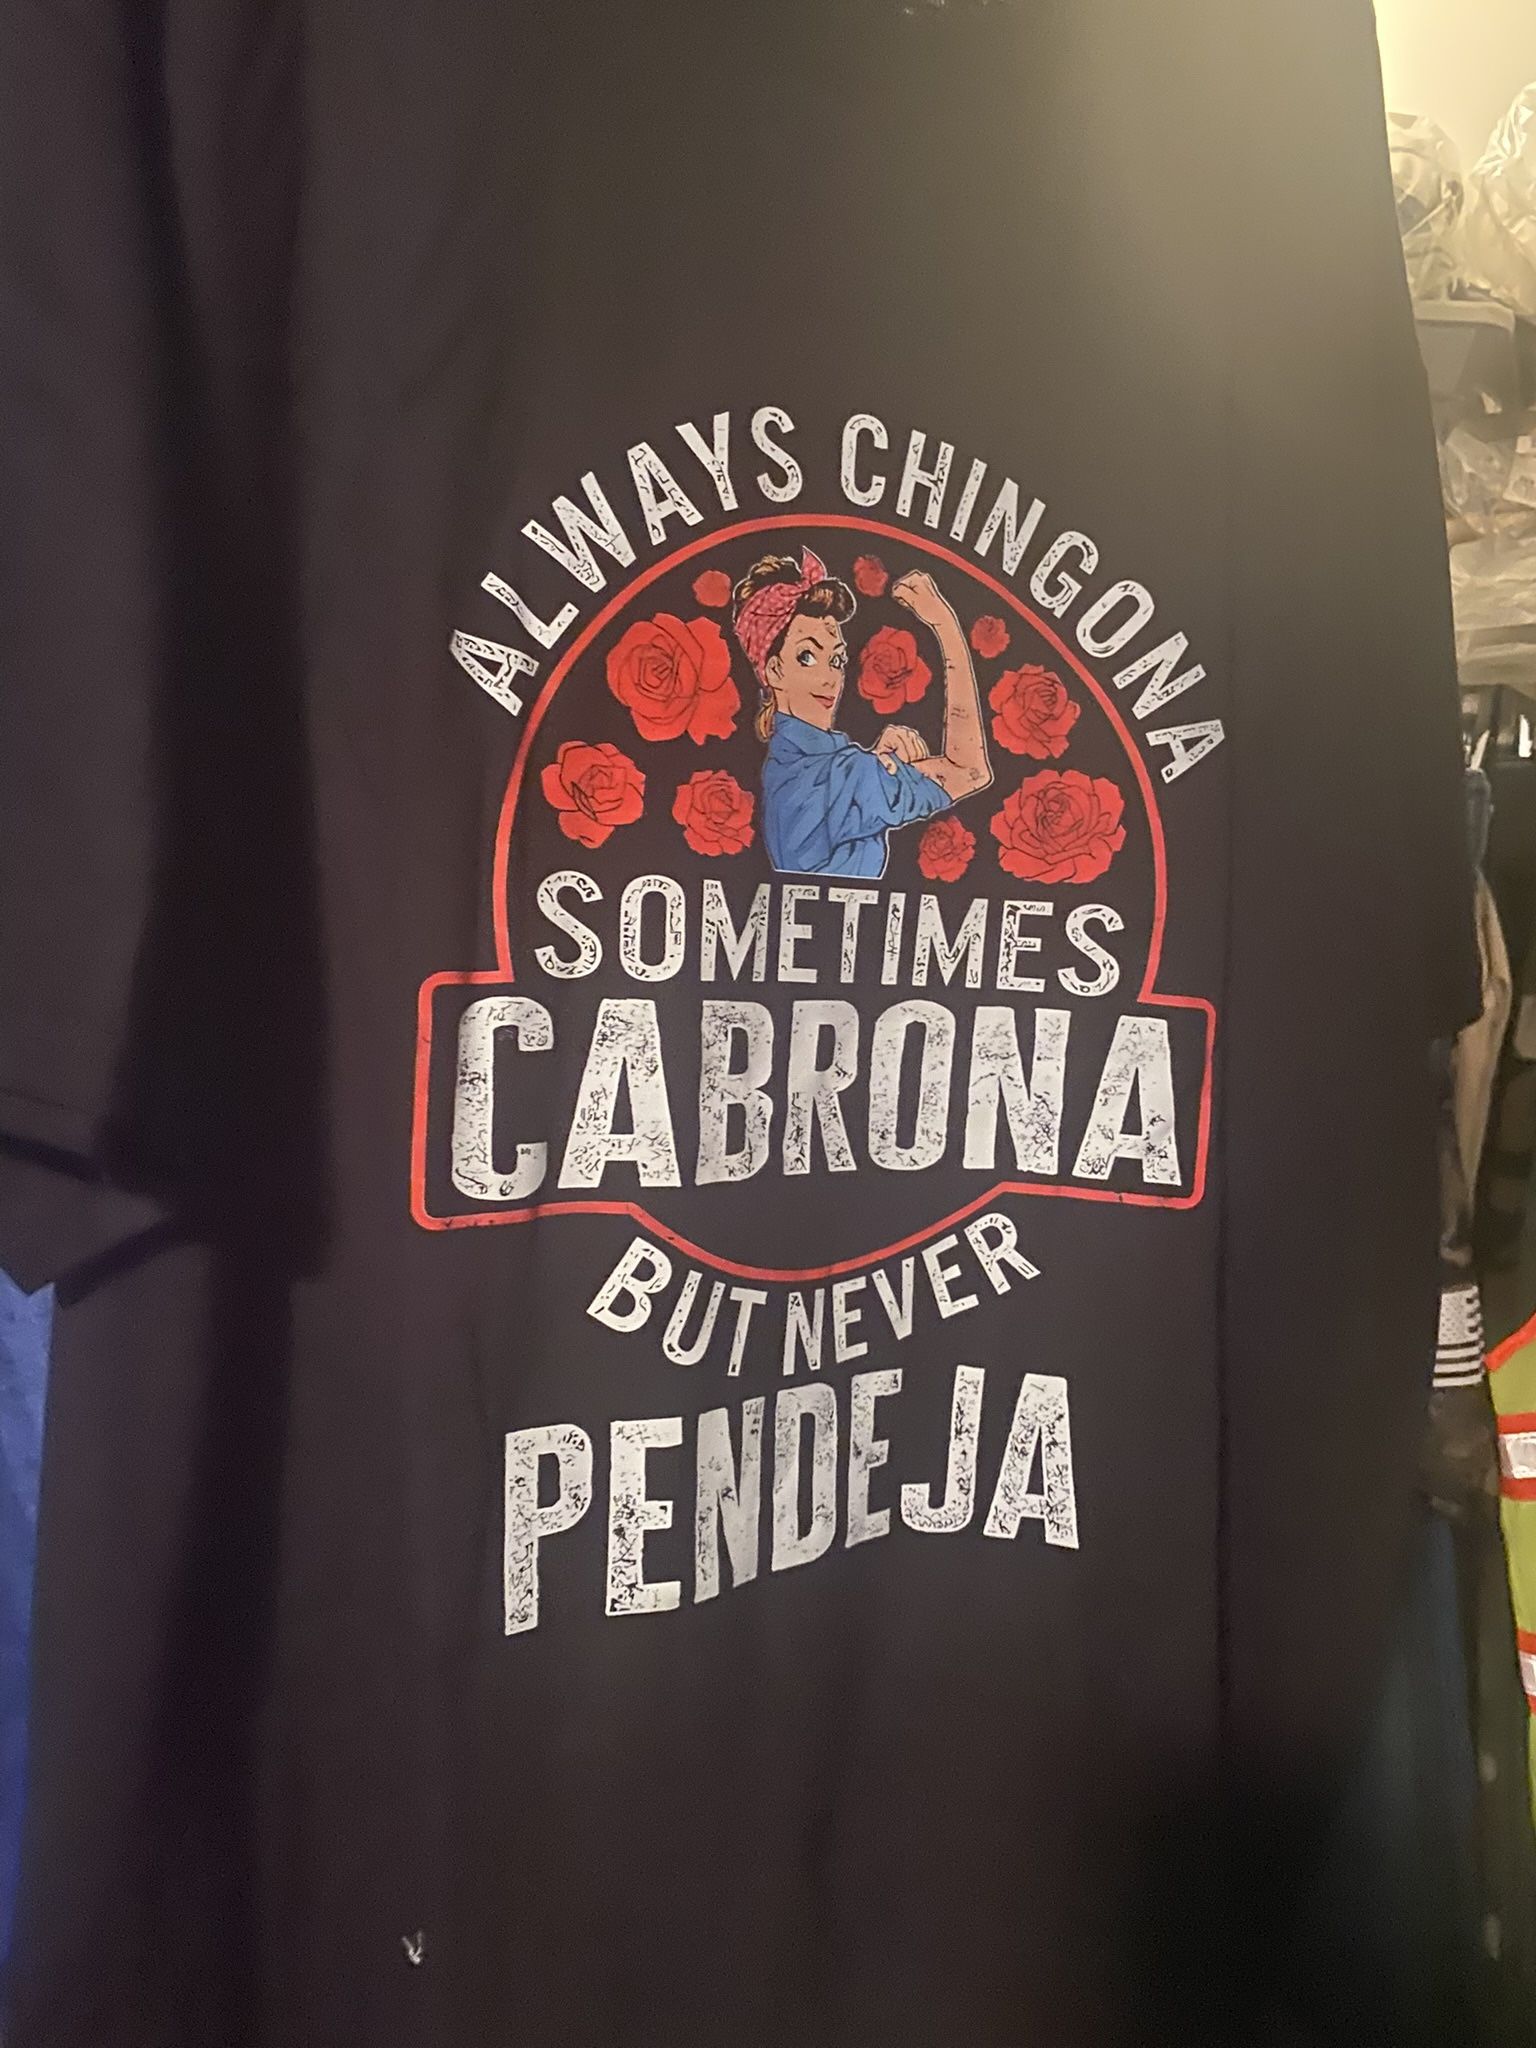 ALWAYS CHINGONA
SOMETIMES
CABRONA
BUT NEVER
PENDEJA